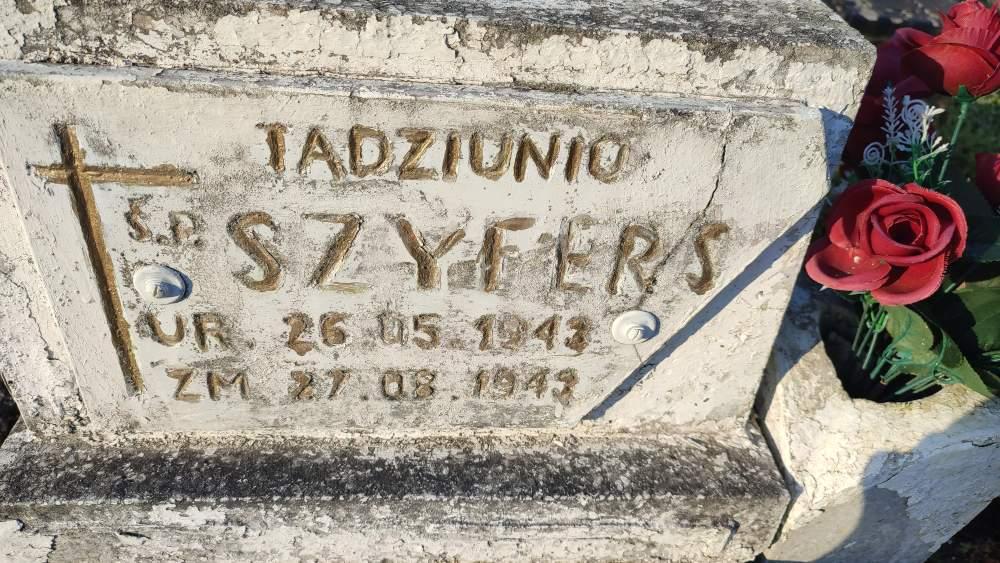 TADZIUNIO
Ś.P.
SZYFERS
UR. 26.05.1943
ZM 27.08.1943